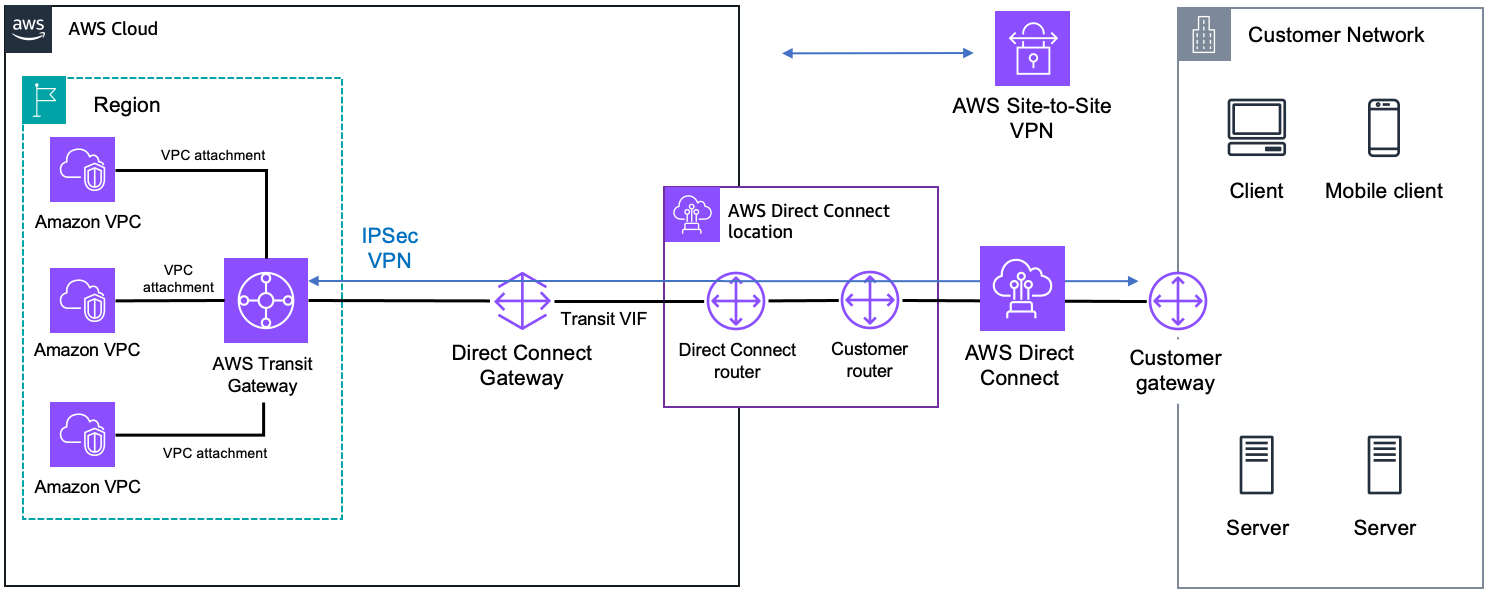 aws
AWS Cloud
Region
VPC attachment
Amazon VPC
VPC
attachment
Amazon VPC
AWS Transit
Gateway
VPC attachment
Amazon VPC
IPSec
VPN
Direct Connect
Gateway
Transit VIF
AWS Direct Connect
location
Direct Connect
router
Customer
router
AWS Site-to-Site
VPN
AWS Direct
Connect
Customer
gateway
Customer Network
Client
Mobile client
Server
Server